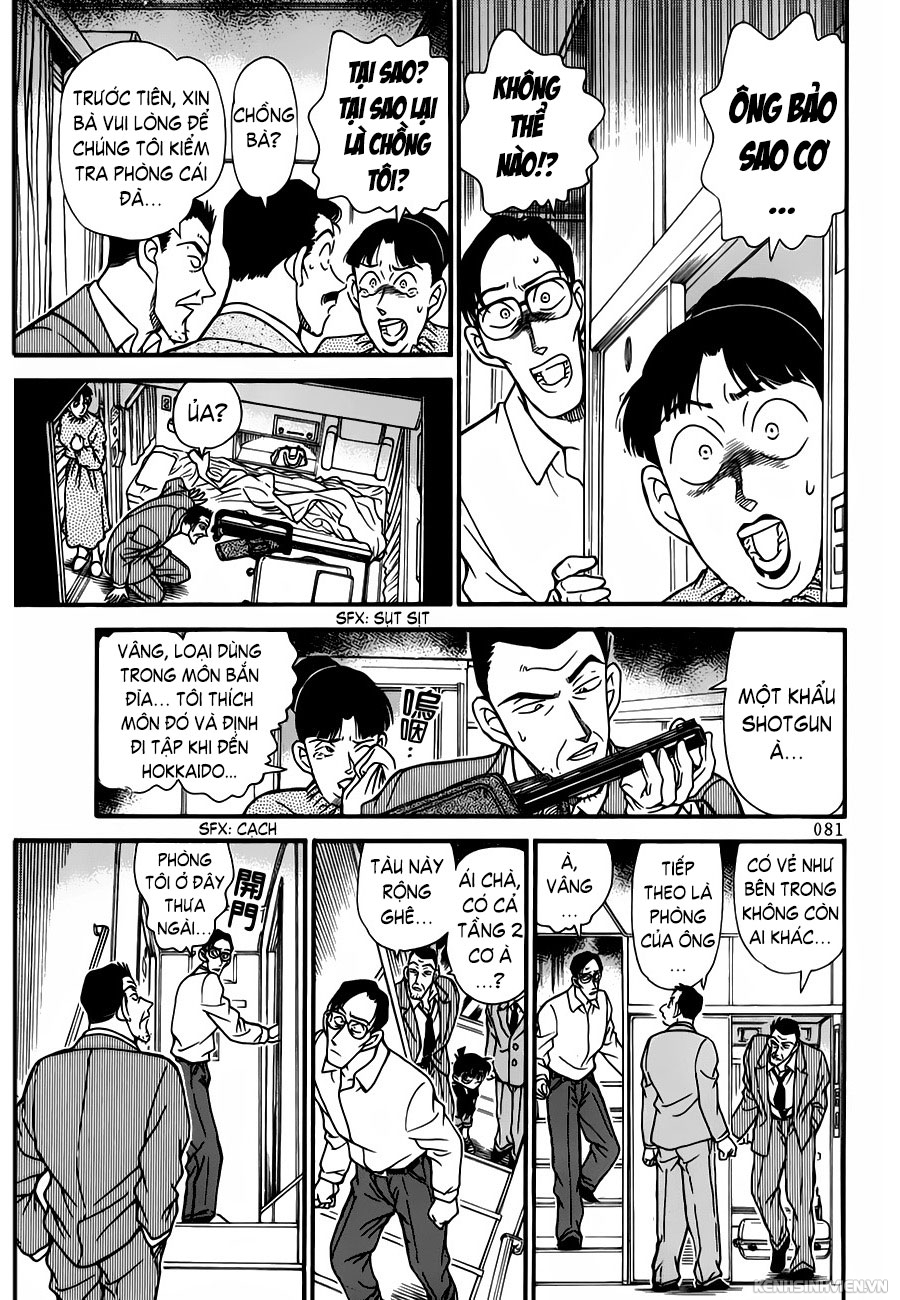 ÔNG BẢO
SAO CƠ
...
KHÔNG
THỂ
NÀO!?
TẠI SAO?
TẠI SAO LẠI
LÀ CHỒNG
TÔI?
CHỒNG
BÀ?
TRƯỚC TIÊN, XIN
BÀ VUI LÒNG ĐỂ
CHÚNG TÔI KIỂM
TRA PHÒNG CÁI
ĐÀ...
ỦA?
SFX: SỤT SỊT
MỘT KHẨU
SHOTGUN
À...
嗚咽...
VÂNG, LOẠI DÙNG
TRONG MÔN BẮN
ĐĨA... TÔI THÍCH
MÔN ĐÓ VÀ ĐỊNH
ĐI TẬP KHI ĐẾN
HOKKAIDO...
SFX: CẠCH
081
CÓ VẺ NHƯ
BÊN TRONG
KHÔNG CÒN
AI KHÁC...
TIẾP
THEO LÀ
PHÒNG
CỦA ÔNG
...
À,
VÂNG
...
ÁI CHÀ,
CÓ CẢ
TẦNG 2
CƠ À
...?
TÀU NÀY
RỘNG
GHÊ...
開門
PHÒNG
TÔI Ở ĐÂY
THƯA
NGÀI...
KENHSINHVIEN.VN